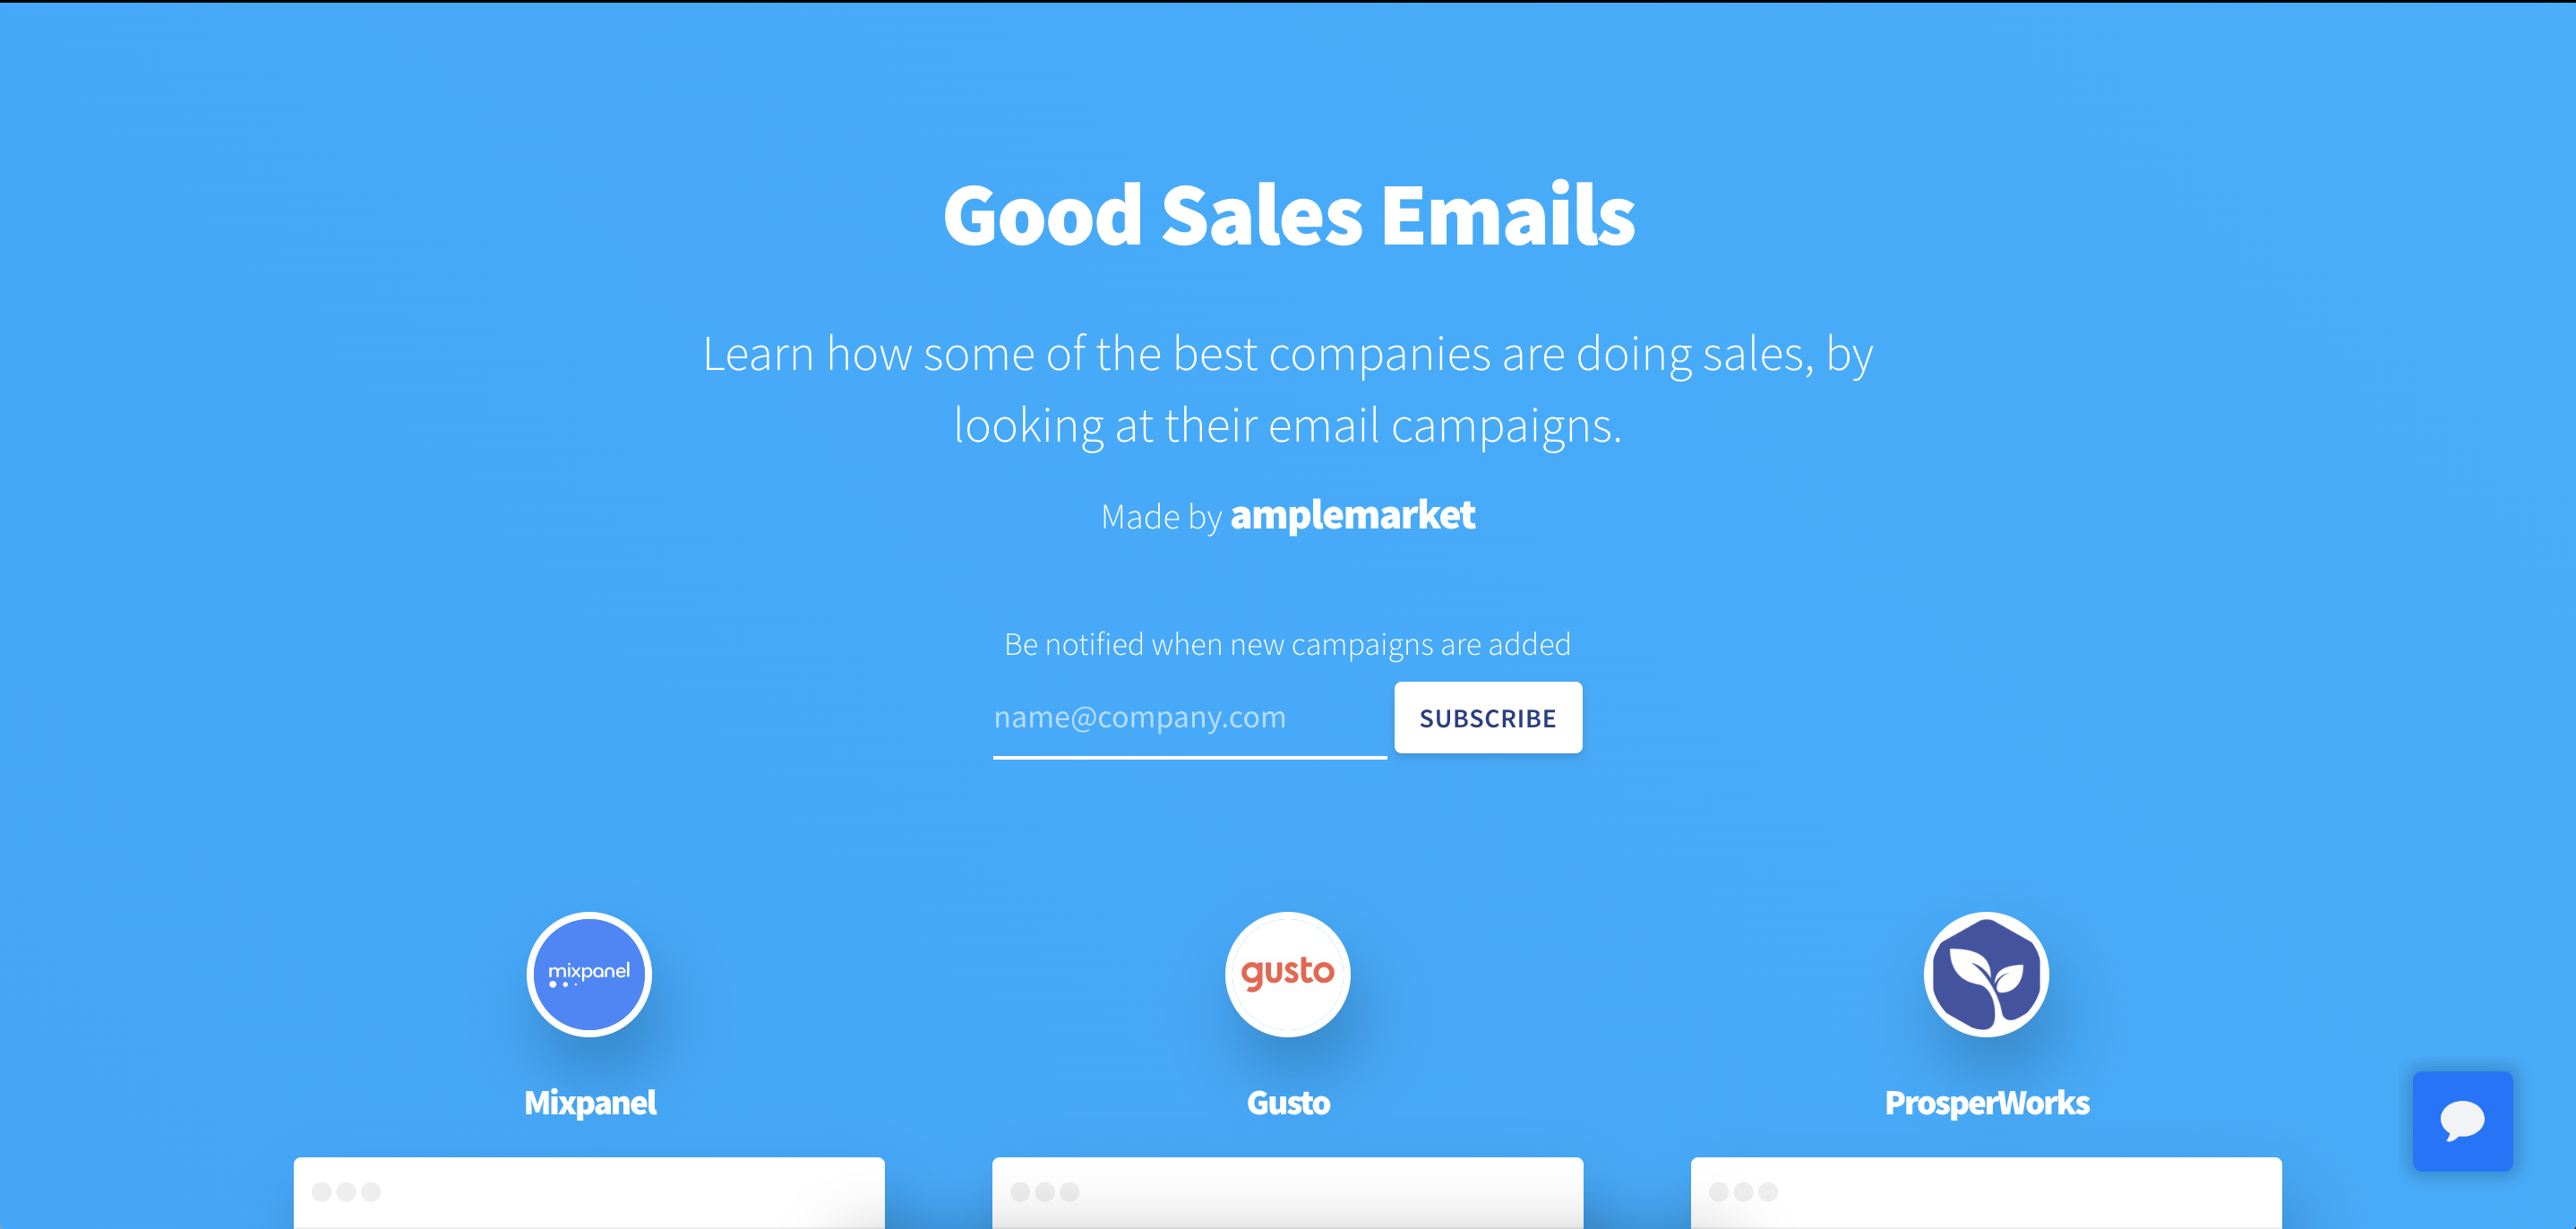 Good Sales Emails
Learn how some of the best companies are doing sales, by
looking at their email campaigns.
Made by amplemarket
Be notified when new campaigns are added
name@company.com
SUBSCRIBE
mixpanel
gusto
Mixpanel
Gusto
ProsperWorks